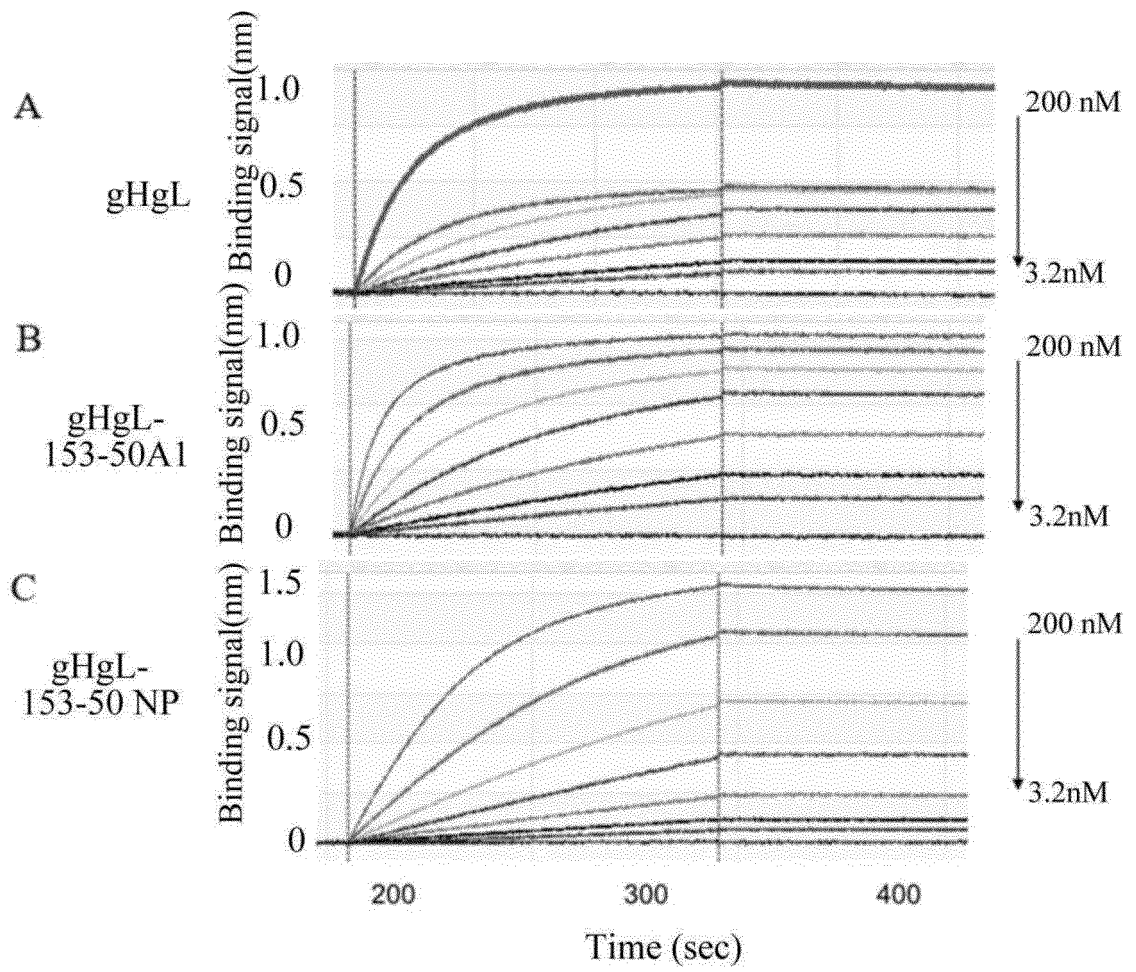 A
gHgL
Binding signal(nm)
1.0
0.5
0
200 nM
3.2nM
B
gHgL-
153-50A1
Binding signal(nm)
1.0
0.5
0
200 nM
3.2nM
C
gHgL-
153-50 NP
Binding signal(nm)
1.5
1.0
0.5
0
200 nM
3.2nM
200 300 400
Time (sec)